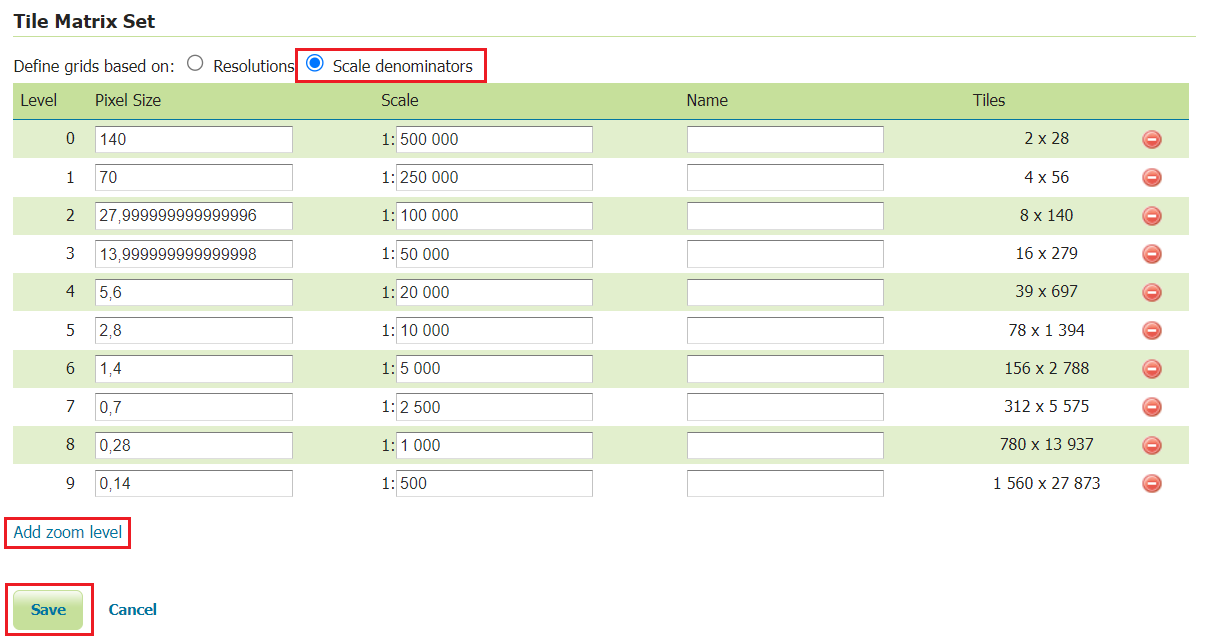 Tile Matrix Set
Define grids based on: Resolutions Scale denominators
Level Pixel Size Scale Name Tiles
0 140 1: 500 000 2 x 28
1 70 1: 250 000 4 x 56
2 27,999999999999996 1: 100 000 8 x 140
3 13,999999999999998 1: 50 000 16 x 279
4 5,6 1: 20 000 39 x 697
5 2,8 1: 10 000 78 x 1 394
6 1,4 1: 5 000 156 x 2 788
7 0,7 1: 2 500 312 x 5 575
8 0,28 1: 1 000 780 x 13 937
9 0,14 1: 500 1 560 x 27 873
Add zoom level
Save Cancel